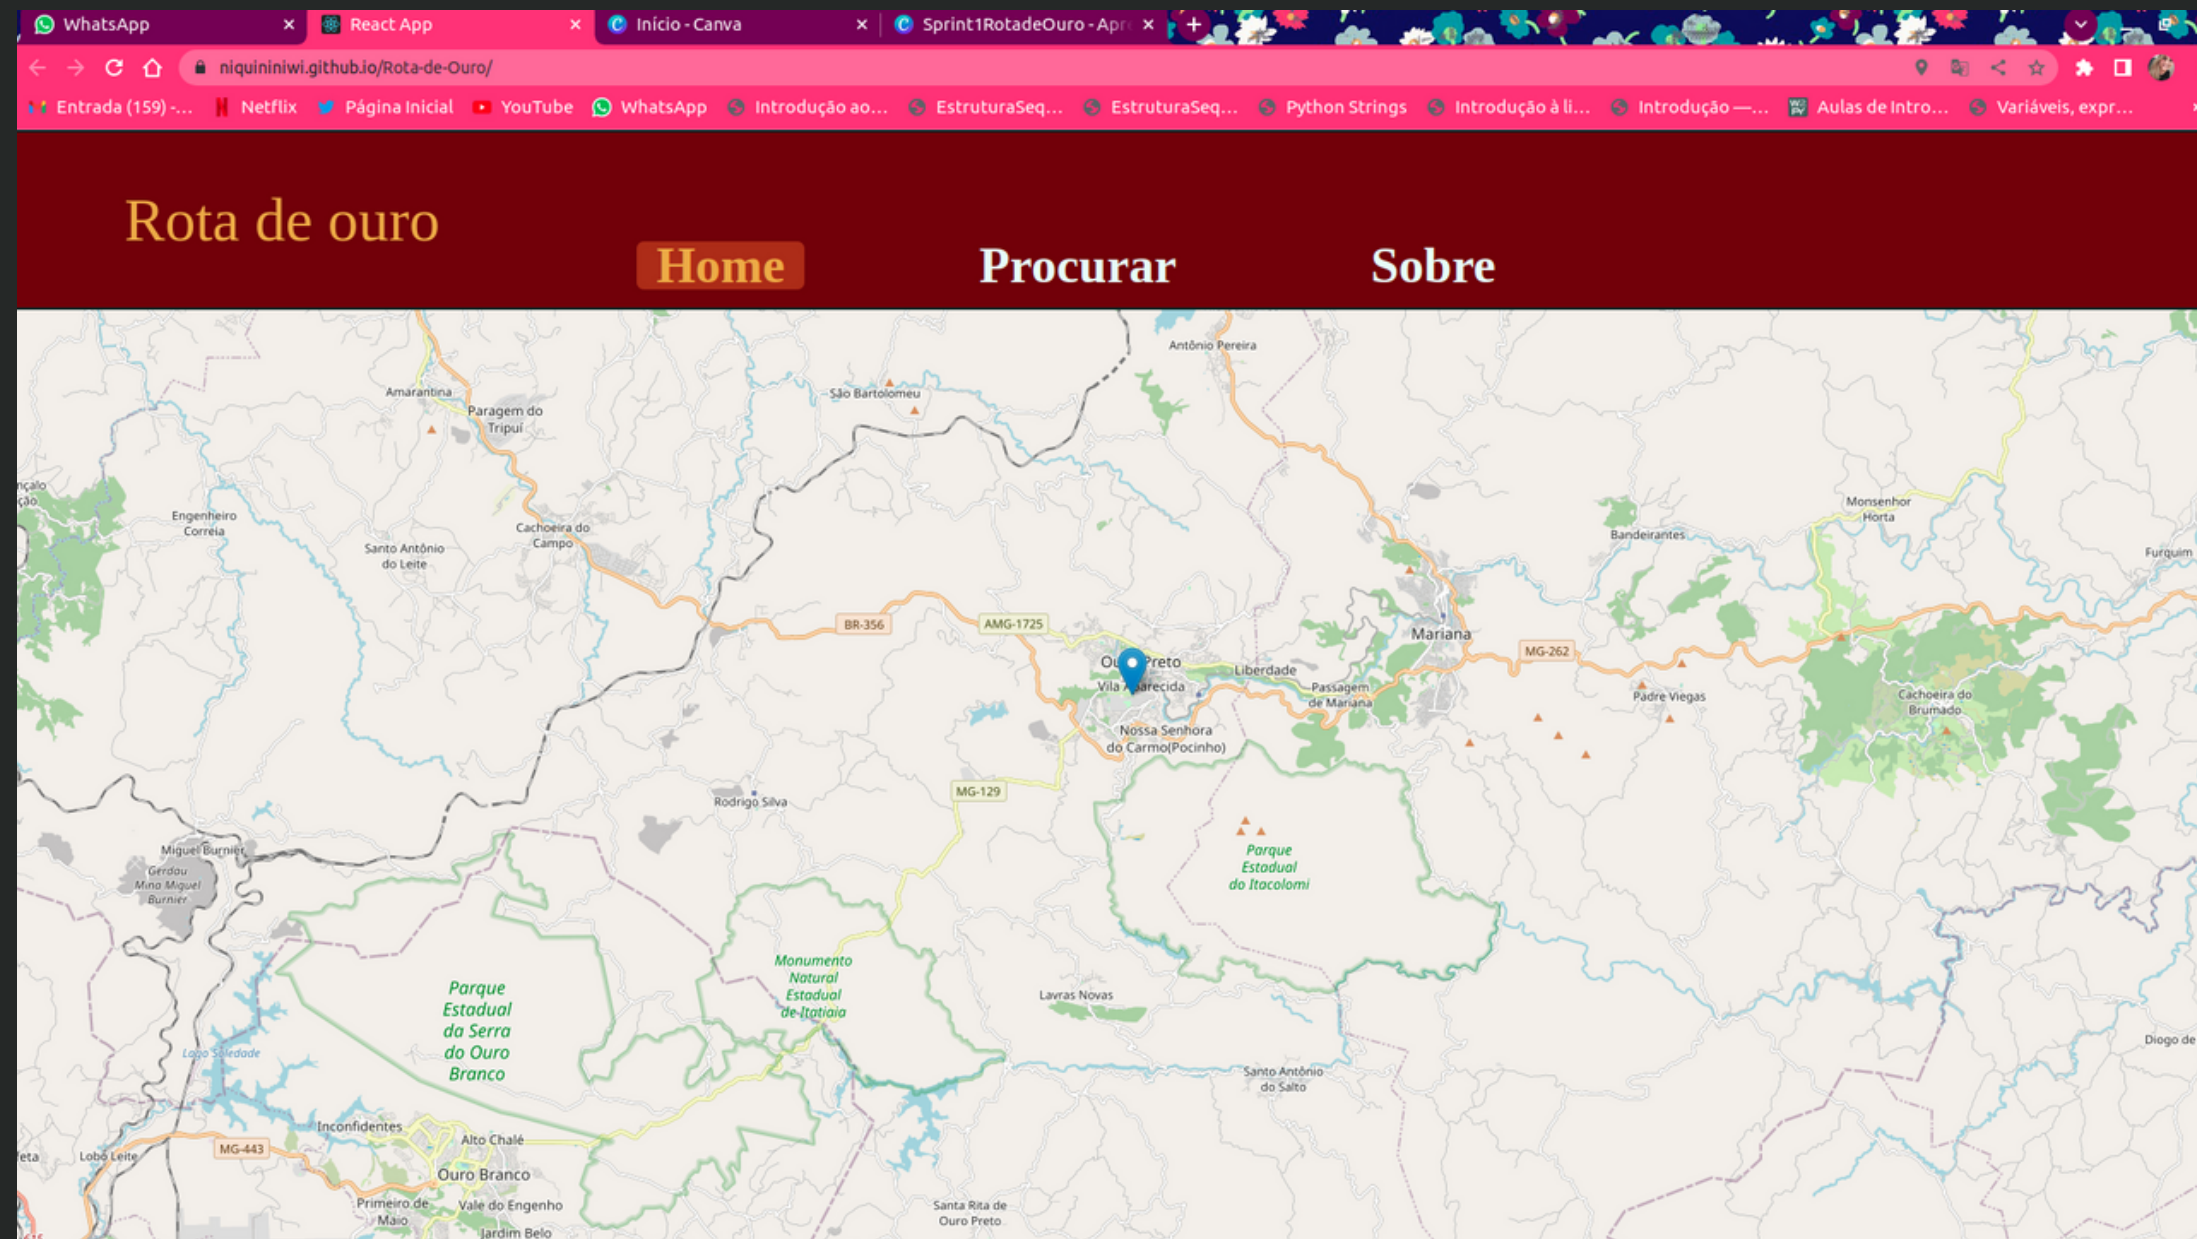 WhatsApp
React App
Início - Canva
Sprint1RotadeOuro - Apre
niquininiwi.github.io/Rota-de-Ouro/
Entrada (159) -...
Netflix
Página Inicial
YouTube
WhatsApp
Introdução ao...
EstruturaSeq...
EstruturaSeq...
Python Strings
Introdução à li...
Introdução —...
Aulas de Intro...
Variáveis, expr...
Rota de ouro
Home
Procurar
Sobre
Antônio Pereira
Amarantina
São Bartolomeu
Paragem do
Tripuí
Engenheiro
Correia
Cachoeira do
Campo
Santo Antônio
do Leite
Monsenhor
Horta
Bandeirantes
Furquim
BR-356
AMG-1725
Mariana
MG-262
Preto
Liberdade
Vila Aparecida
Passagem
de Mariana
Padre Viegas
Cachoeira do
Brumado
Nossa Senhora
do Carmo(Pocinho)
MG-129
Rodrigo Silva
Miguel Burnier
Gerdau
Mina Miguel
Burnier
Parque
Estadual
do Itacolomi
Monumento
Natural
Estadual
de Itatiaia
Parque
Estadual
da Serra
do Ouro
Branco
Lavras Novas
Lago Soledade
Diogo de
Santo Antônio
do Salto
Inconfidentes
Alto Chalé
MG-443
Lobo Leite
eta
Ouro Branco
Primeiro de
Maio
Vale do Engenho
Jardim Belo
Santa Rita de
Ouro Preto